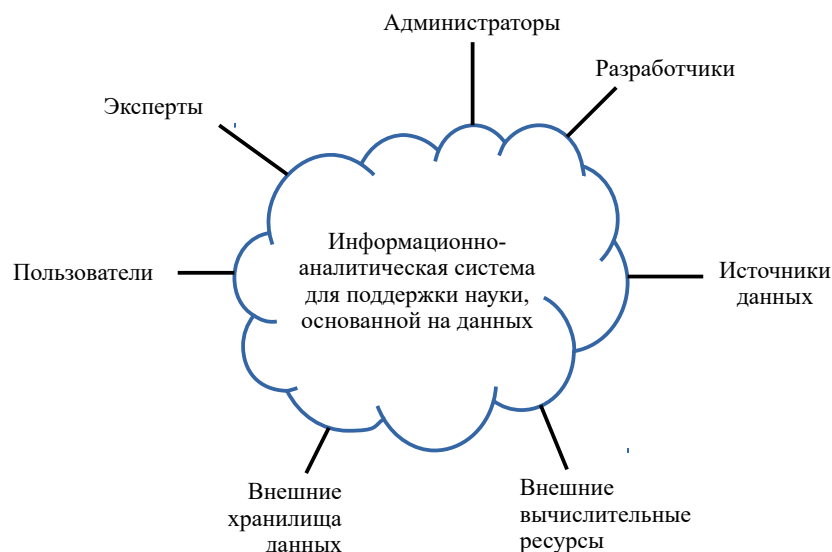 Администраторы
Разработчики
Эксперты
Информационно-
аналитическая система
для поддержки науки,
основанной на данных
Пользователи
Источники
данных
Внешние
хранилища
данных
Внешние
вычислительные
ресурсы